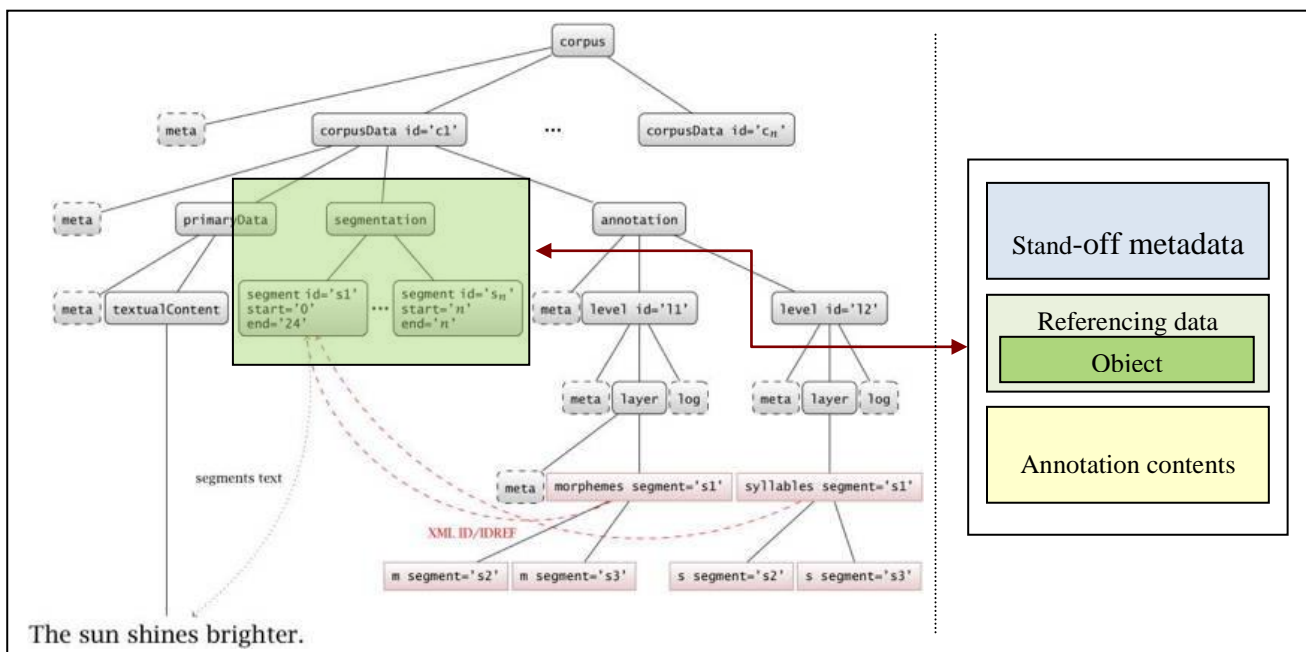 corpus
meta
corpusData id='c1'
...
corpusData id='cn'
meta
primaryData
segmentation
annotation
meta
textualContent
segment id='s1'
start='0'
end='24'
...
segment id='sn'
start='n'
end='n'
meta
level id='l1'
level id='l2'
meta
layer
log
meta
layer
log
segments text
meta
morphemes segment='s1'
syllables segment='s1'
XML ID/IDREF
m segment='s2'
m segment='s3'
s segment='s2'
s segment='s3'
The sun shines brighter.
Stand-off metadata
Referencing data
Object
Annotation contents